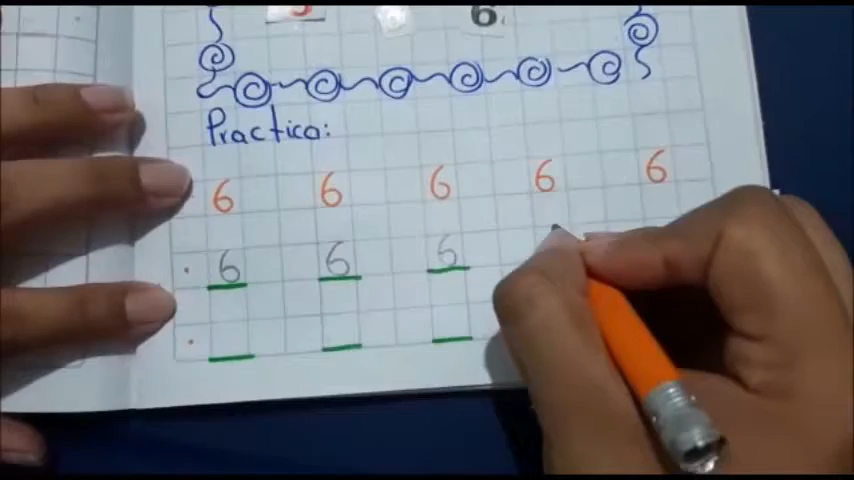 6
Practica:
6 6 6 6 6
6 6 6